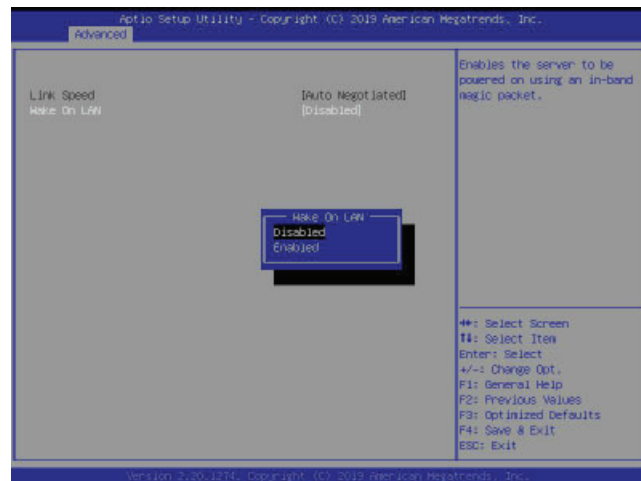 Aptio Setup Utility - Copyright (C) 2019 American Megatrends, Inc.
Advanced
Link Speed [Auto Negotiated]
Wake On LAN [Disabled]
Enables the server to be
powered on using an in-band
magic packet.
Wake On LAN
Disabled
Enabled
→←: Select Screen
↑↓: Select Item
Enter: Select
+/-: Change Opt.
F1: General Help
F2: Previous Values
F3: Optimized Defaults
F4: Save & Exit
ESC: Exit
Version 2.20.1274. Copyright (C) 2019 American Megatrends, Inc.